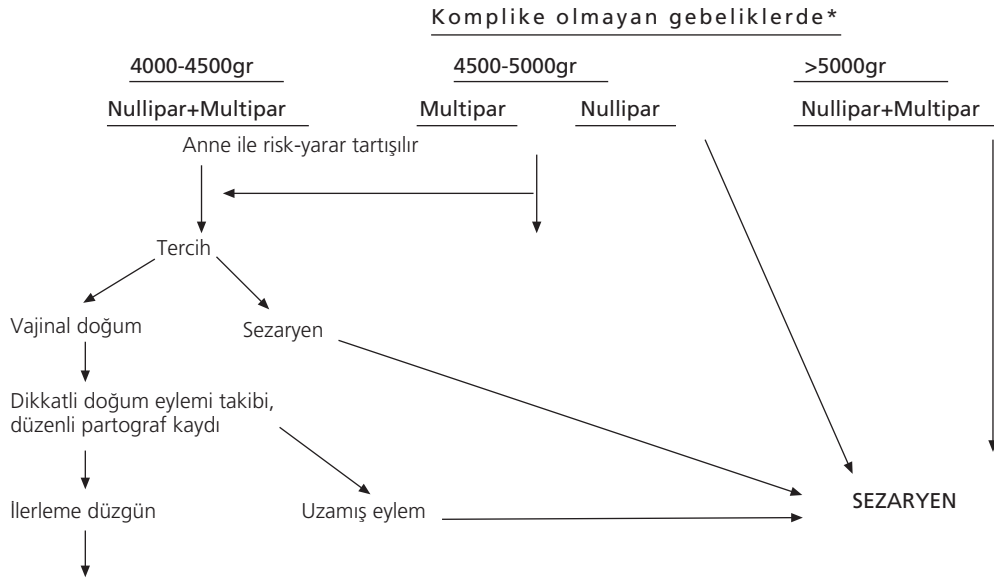 Komplike olmayan gebeliklerde*
4000-4500gr
4500-5000gr
>5000gr
Nullipar+Multipar
Multipar
Nullipar
Nullipar+Multipar
Anne ile risk-yarar tartışılır
Tercih
Vajinal doğum
Sezaryen
Dikkatli doğum eylemi takibi,
düzenli partograf kaydı
İllerleme düzgün
Uzamış eylem
SEZARYEN